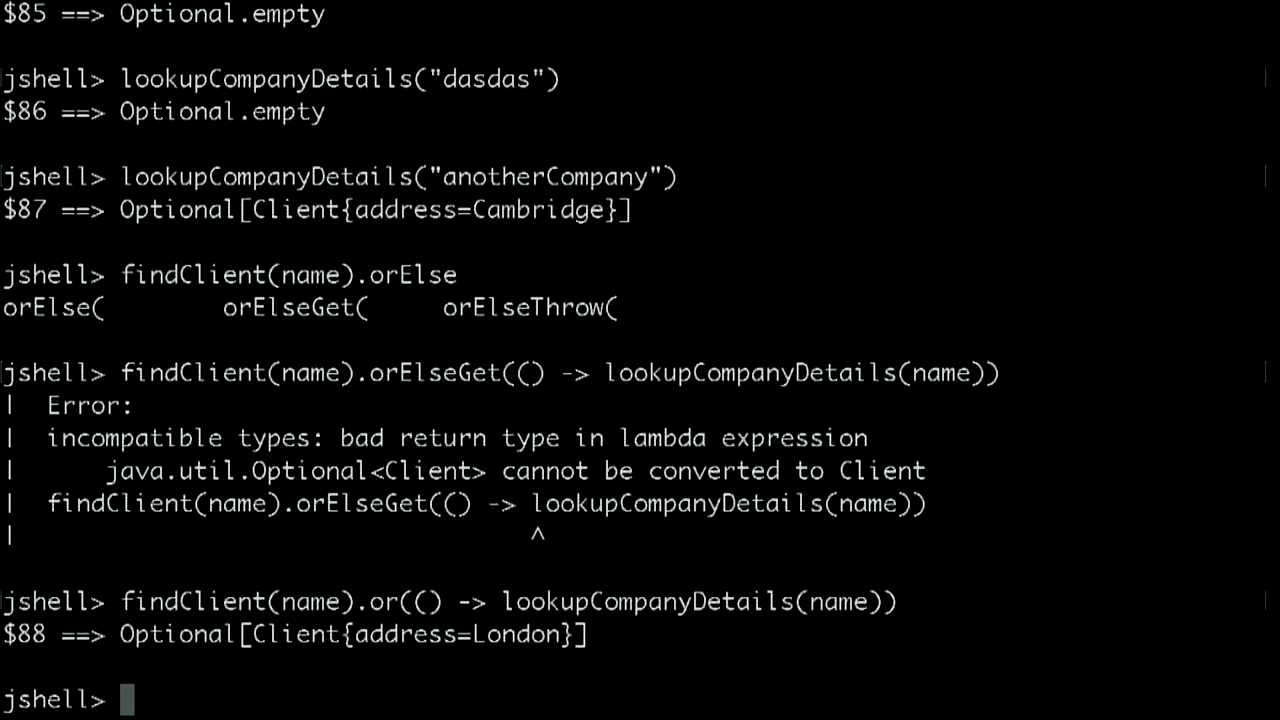 $85 ==> Optional.empty
jshell> lookupCompanyDetails("dasdas")
$86 ==> Optional.empty
jshell> lookupCompanyDetails("anotherCompany")
$87 ==> Optional[Client{address=Cambridge}]
jshell> findClient(name).orElse
orElse(        orElseGet(     orElseThrow(
jshell> findClient(name).orElseGet(() -> lookupCompanyDetails(name))
|  Error:
|  incompatible types: bad return type in lambda expression
|      java.util.Optional<Client> cannot be converted to Client
|  findClient(name).orElseGet(() -> lookupCompanyDetails(name))
|                                   ^
jshell> findClient(name).or(() -> lookupCompanyDetails(name))
$88 ==> Optional[Client{address=London}]
jshell>